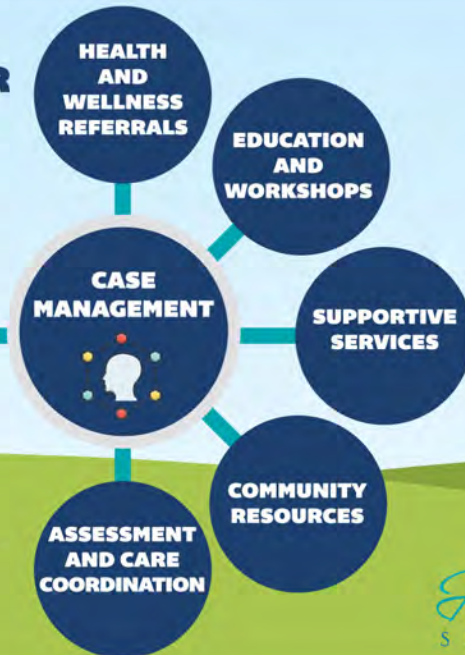 R
HEALTH
AND
WELLNESS
REFERRALS
EDUCATION
AND
WORKSHOPS
CASE
MANAGEMENT
SUPPORTIVE
SERVICES
COMMUNITY
RESOURCES
ASSESSMENT
AND CARE
COORDINATION
S